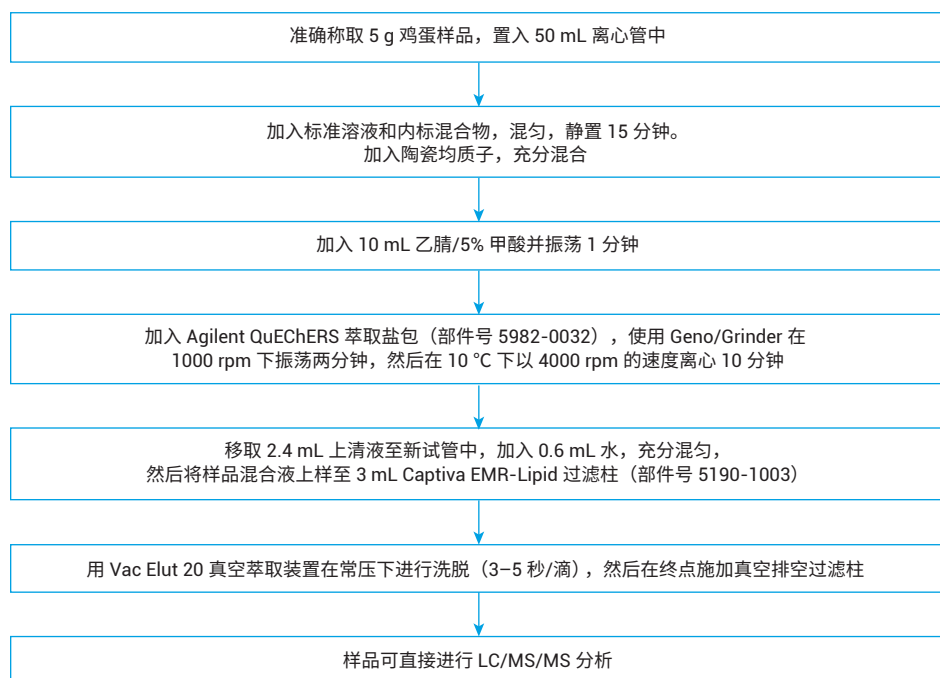 准确称取 5 g 鸡蛋样品，置入 50 mL 离心管中
加入标准溶液和内标混合物，混匀，静置 15 分钟。
加入陶瓷均质子，充分混合
加入 10 mL 乙腈/5% 甲酸并振荡 1 分钟
加入 Agilent QuEChERS 萃取盐包（部件号 5982-0032），使用 Geno/Grinder 在
1000 rpm 下振荡两分钟，然后在 10 °C 下以 4000 rpm 的速度离心 10 分钟
移取 2.4 mL 上清液至新试管中，加入 0.6 mL 水，充分混匀，
然后将样品混合液上样至 3 mL Captiva EMR-Lipid 过滤柱（部件号 5190-1003）
用 Vac Elut 20 真空萃取装置在常压下进行洗脱（3–5 秒/滴），然后在终点施加真空排空过滤柱
样品可直接进行 LC/MS/MS 分析